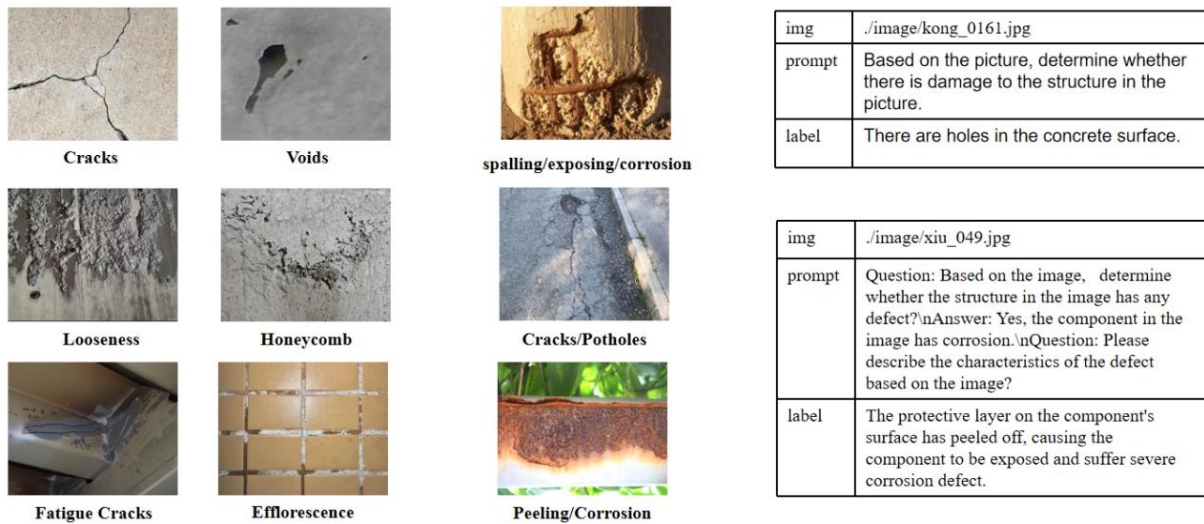 Cracks
Voids
spalling/exposing/corrosion
Looseness
Honeycomb
Cracks/Potholes
Fatigue Cracks
Efflorescence
Peeling/Corrosion
img ./image/kong_0161.jpg
prompt Based on the picture, determine whether
there is damage to the structure in the
picture.
label There are holes in the concrete surface.
img ./image/xiu_049.jpg
prompt Question: Based on the image, determine
whether the structure in the image has any
defect?\nAnswer: Yes, the component in the
image has corrosion.\nQuestion: Please
describe the characteristics of the defect
based on the image?
label The protective layer on the component's
surface has peeled off, causing the
component to be exposed and suffer severe
corrosion defect.